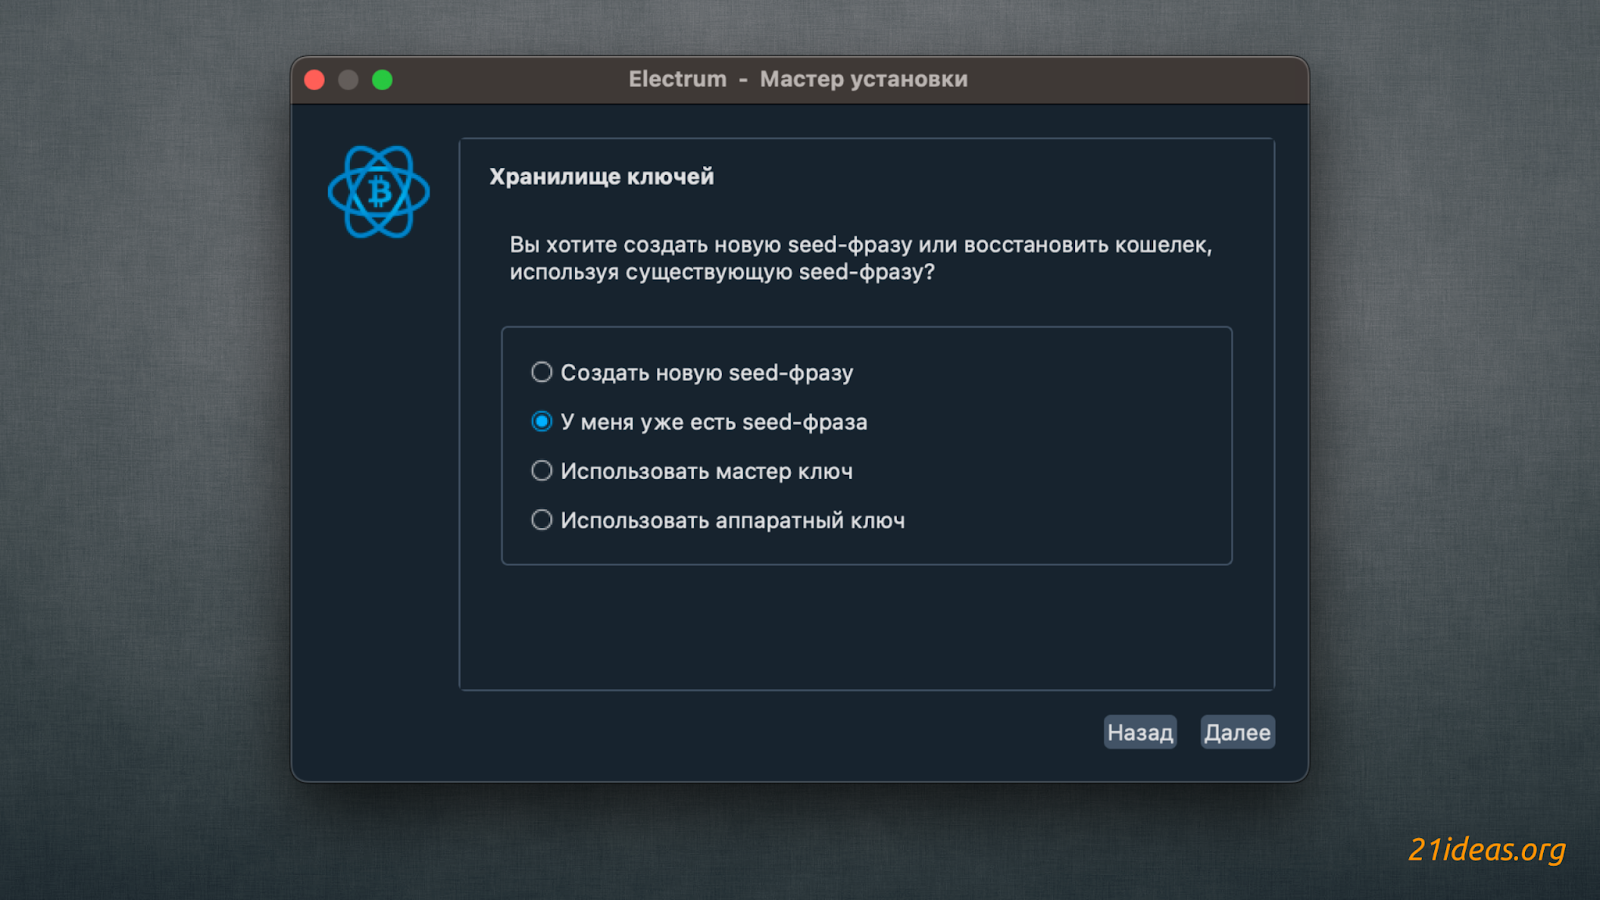 Electrum - Мастер установки
Хранилище ключей
Вы хотите создать новую seed-фразу или восстановить кошелек,
используя существующую seed-фразу?
Создать новую seed-фразу
У меня уже есть seed-фраза
Использовать мастер ключ
Использовать аппаратный ключ
Назад
Далее
21ideas.org